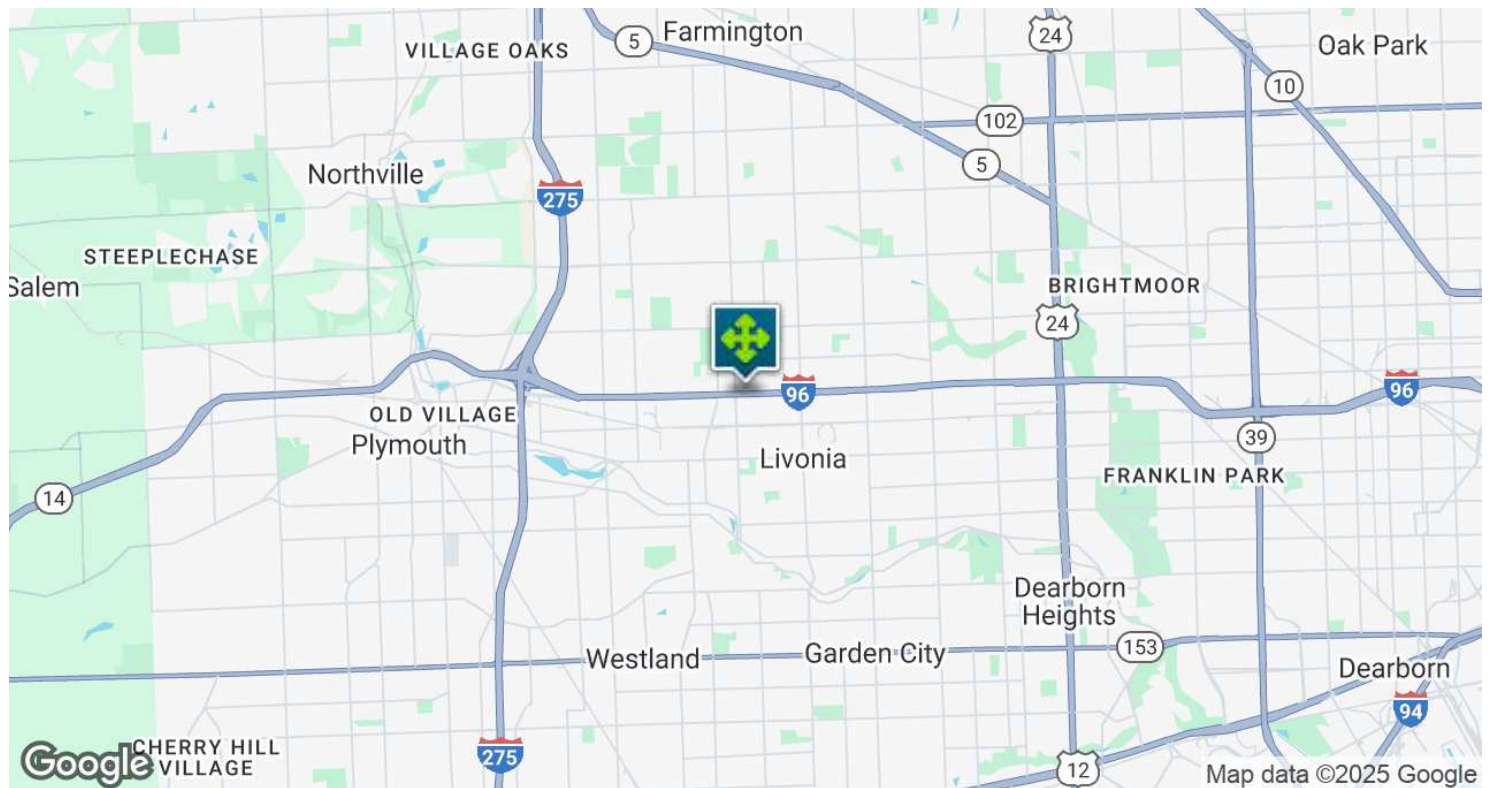 Farmington
5
24
Oak Park
VILLAGE OAKS
10
102
5
Northville
275
STEEPLECHASE
Salem
BRIGHTMOOR
24
96
96
OLD VILLAGE
Plymouth
39
Livonia
FRANKLIN PARK
14
Dearborn
Heights
153
Westland
Garden City
Dearborn
94
275
12
CHERRY HILL
VILLAGE
Google
Map data ©2025 Google